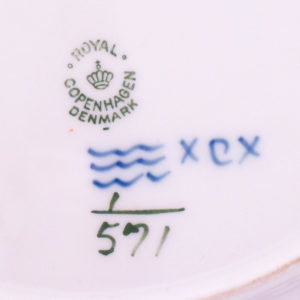 ROYAL
COPENHAGEN
DENMARK
XCX
1
571